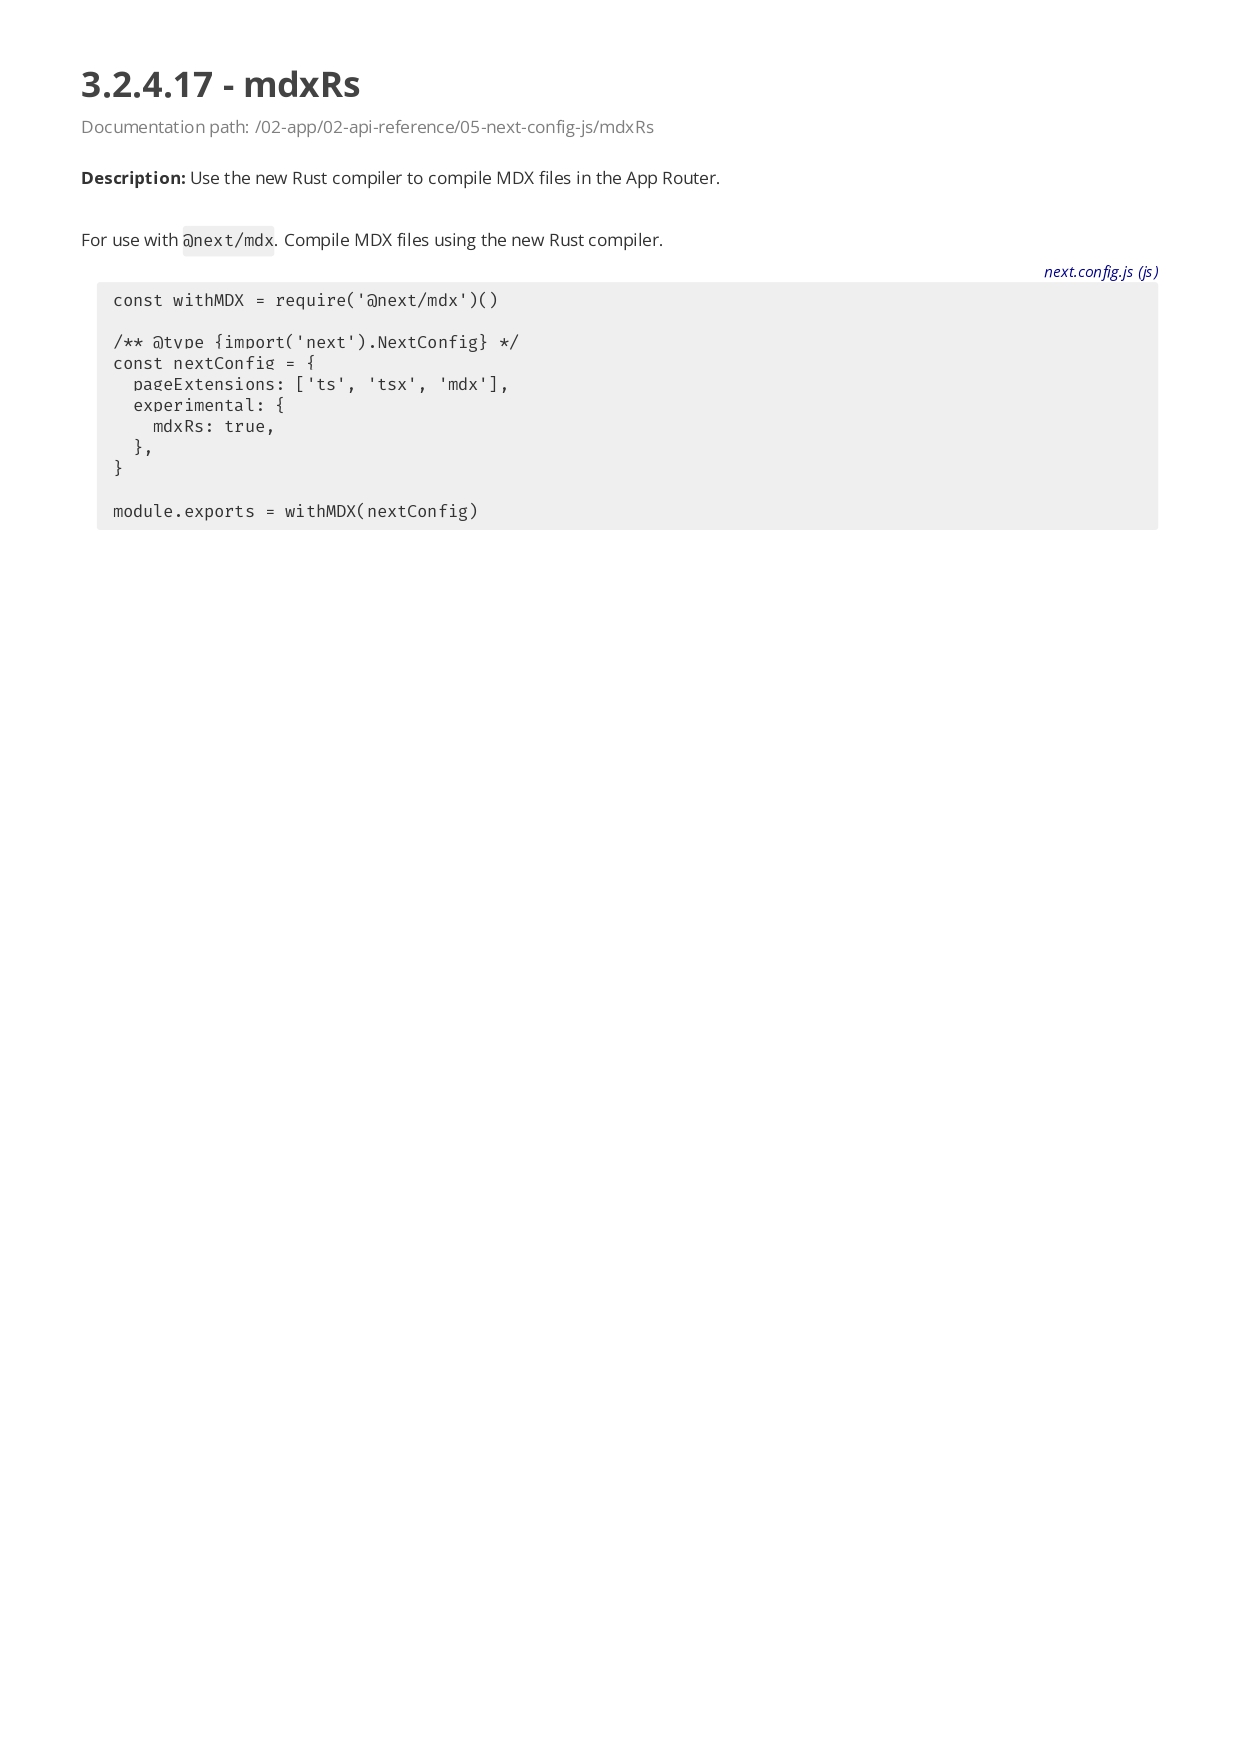 3.2.4.17 - mdxRs
Documentation path: /02-app/02-api-reference/05-next-config-js/mdxRs
Description: Use the new Rust compiler to compile MDX files in the App Router.
For use with @next/mdx. Compile MDX files using the new Rust compiler.
next.config.js (js)
const withMDX = require('@next/mdx')()

/** @type {import('next').NextConfig} */
const nextConfig = {
  pageExtensions: ['ts', 'tsx', 'mdx'],
  experimental: {
    mdxRs: true,
  },
}

module.exports = withMDX(nextConfig)